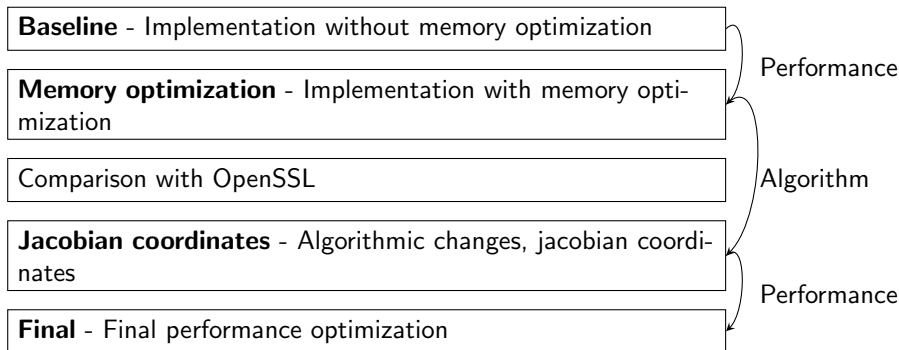 Baseline - Implementation without memory optimization
Performance
Memory optimization - Implementation with memory opti-
mization
Comparison with OpenSSL
Algorithm
Jacobian coordinates - Algorithmic changes, jacobian coordi-
nates
Performance
Final - Final performance optimization